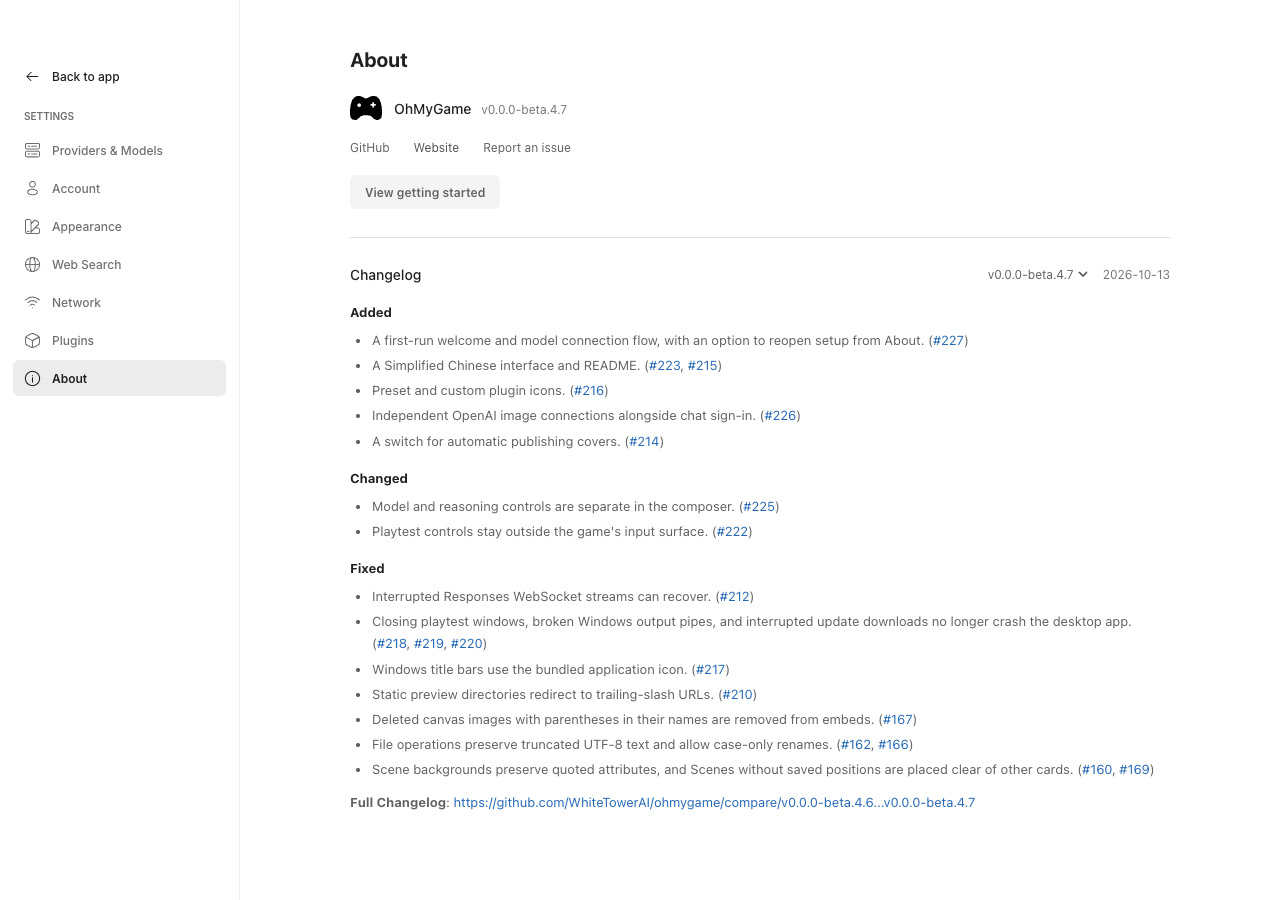 Back to app
SETTINGS
Providers & Models
Account
Appearance
Web Search
Network
Plugins
About
About
OhMyGame v0.0.0-beta.4.7
GitHub Website Report an issue
View getting started
Changelog v0.0.0-beta.4.7 2026-10-13
Added
• A first-run welcome and model connection flow, with an option to reopen setup from About. (#227)
• A Simplified Chinese interface and README. (#223, #215)
• Preset and custom plugin icons. (#216)
• Independent OpenAI image connections alongside chat sign-in. (#226)
• A switch for automatic publishing covers. (#214)
Changed
• Model and reasoning controls are separate in the composer. (#225)
• Playtest controls stay outside the game's input surface. (#222)
Fixed
• Interrupted Responses WebSocket streams can recover. (#212)
• Closing playtest windows, broken Windows output pipes, and interrupted update downloads no longer crash the desktop app.
(#218, #219, #220)
• Windows title bars use the bundled application icon. (#217)
• Static preview directories redirect to trailing-slash URLs. (#210)
• Deleted canvas images with parentheses in their names are removed from embeds. (#167)
• File operations preserve truncated UTF-8 text and allow case-only renames. (#162, #166)
• Scene backgrounds preserve quoted attributes, and Scenes without saved positions are placed clear of other cards. (#160, #169)
Full Changelog: https://github.com/WhiteTowerAI/ohmygame/compare/v0.0.0-beta.4.6...v0.0.0-beta.4.7